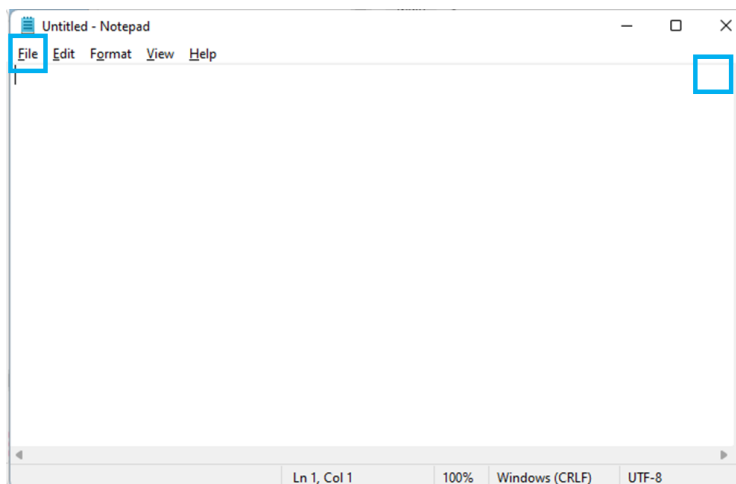 Untitled - Notepad
File Edit Format View Help
Ln 1, Col 1 100% Windows (CRLF) UTF-8